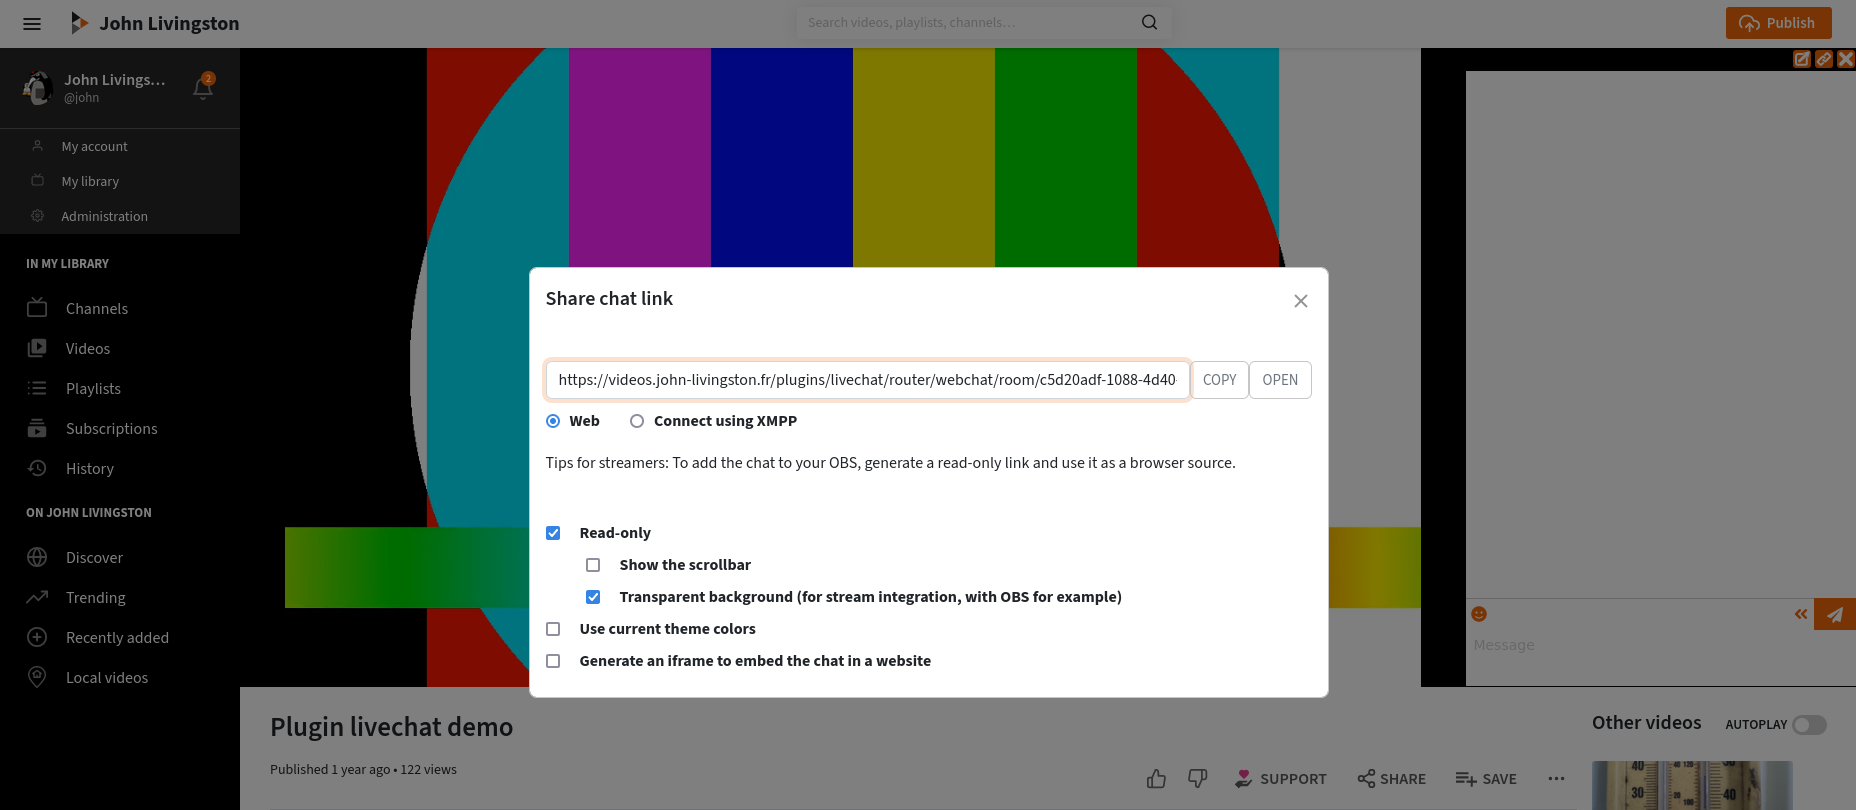 John Livingston
Search videos, playlists, channels…
Publish
John Livings…
@john
2
My account
My library
Administration
IN MY LIBRARY
Channels
Videos
Playlists
Subscriptions
History
ON JOHN LIVINGSTON
Discover
Trending
Recently added
Local videos
Share chat link
https://videos.john-livingston.fr/plugins/livechat/router/webchat/room/c5d20adf-1088-4d40-
COPY
OPEN
Web
Connect using XMPP
Tips for streamers: To add the chat to your OBS, generate a read-only link and use it as a browser source.
Read-only
Show the scrollbar
Transparent background (for stream integration, with OBS for example)
Use current theme colors
Generate an iframe to embed the chat in a website
Message
Plugin livechat demo
Published 1 year ago • 122 views
SUPPORT
SHARE
SAVE
Other videos
AUTOPLAY
40 120 40
30 100 30